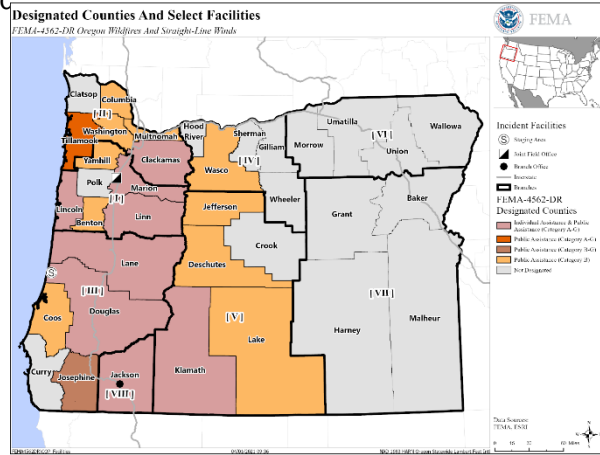 Designated Counties And Select Facilities
FEMA-4562-DR Oregon Wildfires And Straight-Line Winds
FEMA
Clatsop
Columbia
[II]
Washington
Tillamook
Multnomah
Hood
River
Sherman
Umatilla
Wallowa
[VI]
Gilliam
Morrow
Union
Yamhill
Clackamas
[IV]
Wasco
Polk
Marion
[I]
Wheeler
Baker
Lincoln
Linn
Jefferson
Grant
Benton
Crook
Lane
Deschutes
S
[III]
[VII]
Coos
Douglas
[V]
Malheur
Lake
Harney
Curry
Josephine
Jackson
Klamath
[VIII]
Incident Facilities
S Staging Area
Joint Field Office
Branch Office
Interstate
Branches
FEMA-4562-DR
Designated Counties
Individual Assistance & Public
Assistance (Category A-G)
Public Assistance (Category A-G)
Public Assistance (Category B-G)
Public Assistance (Category B)
Not Designated
Data Sources:
FEMA, ESRI
60 Miles